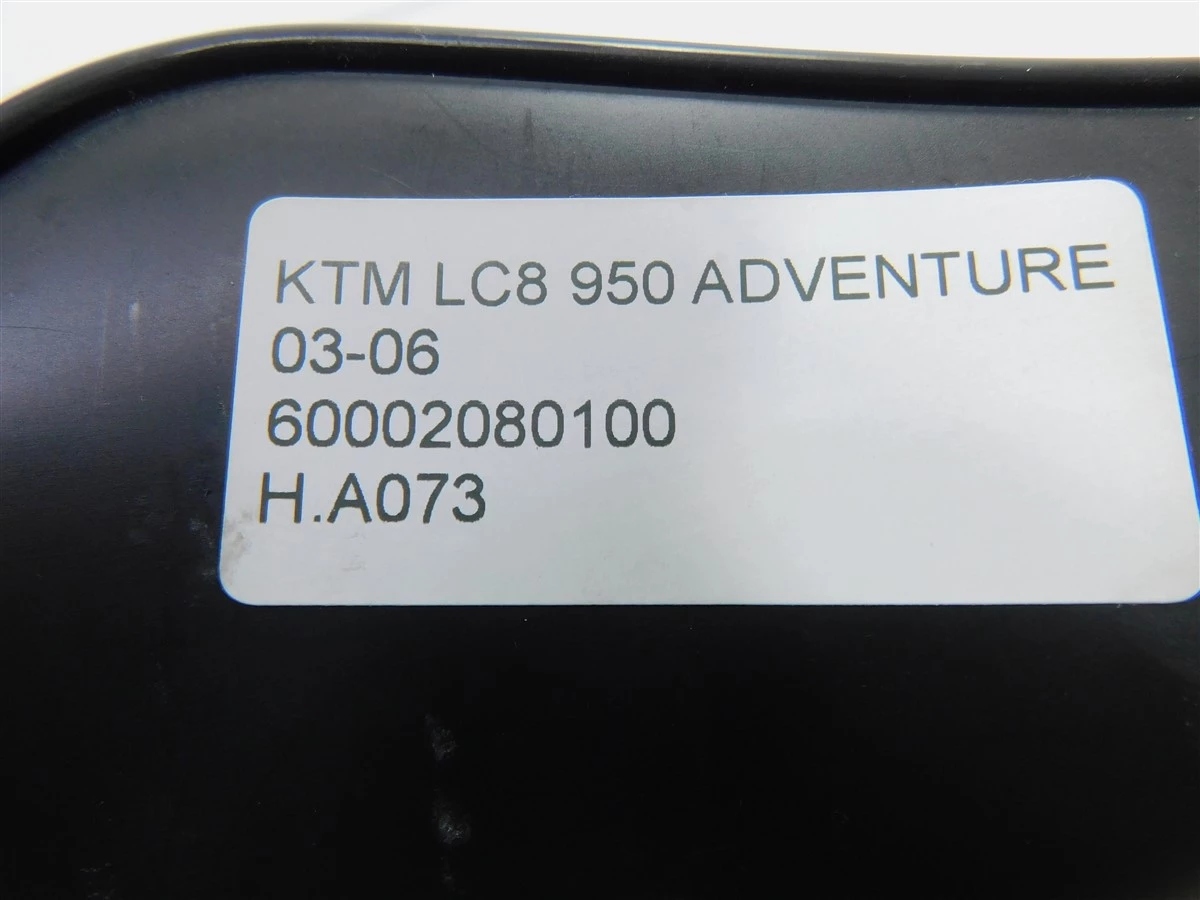 KTM LC8 950 ADVENTURE
03-06
60002080100
H.A073